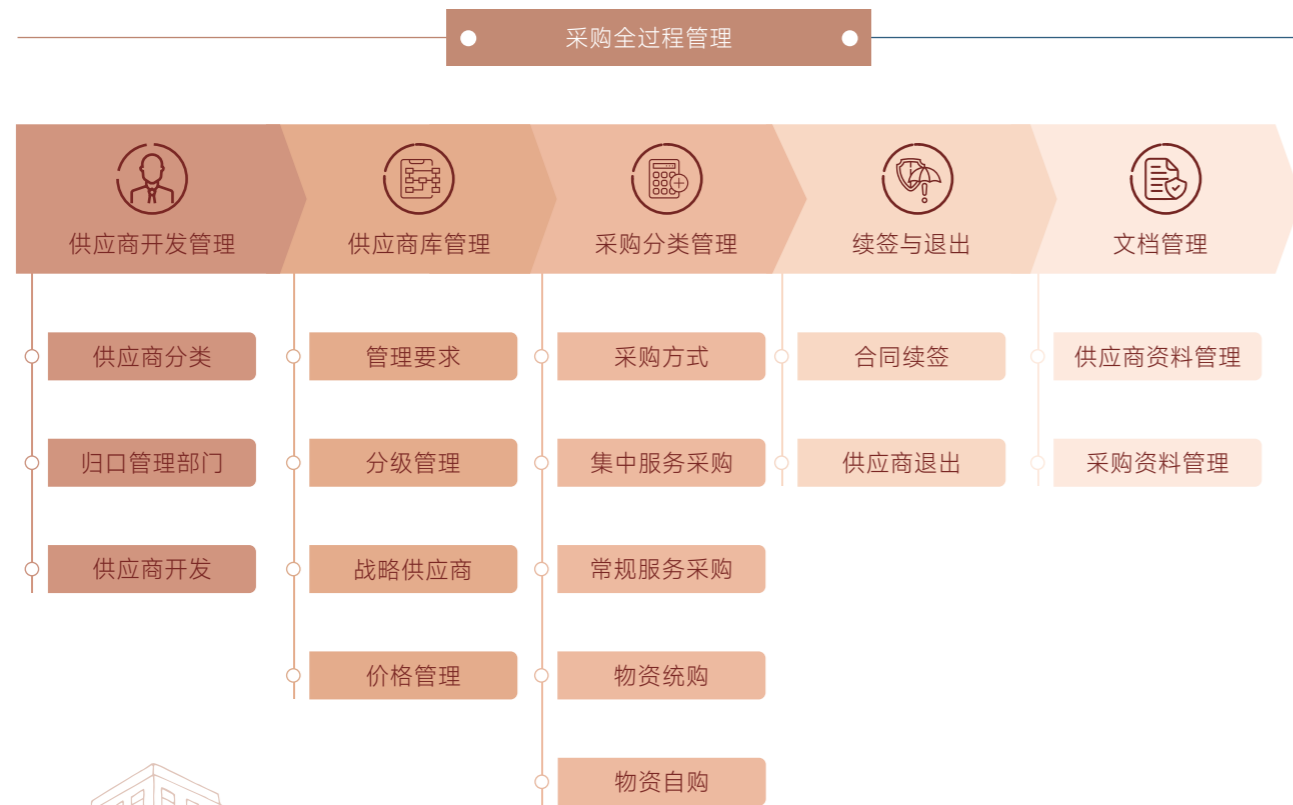 采购全过程管理
供应商开发管理
供应商库管理
采购分类管理
续签与退出
文档管理
供应商分类
管理要求
采购方式
合同续签
供应商资料管理
归口管理部门
分级管理
集中服务采购
供应商退出
采购资料管理
供应商开发
战略供应商
常规服务采购
价格管理
物资统购
物资自购